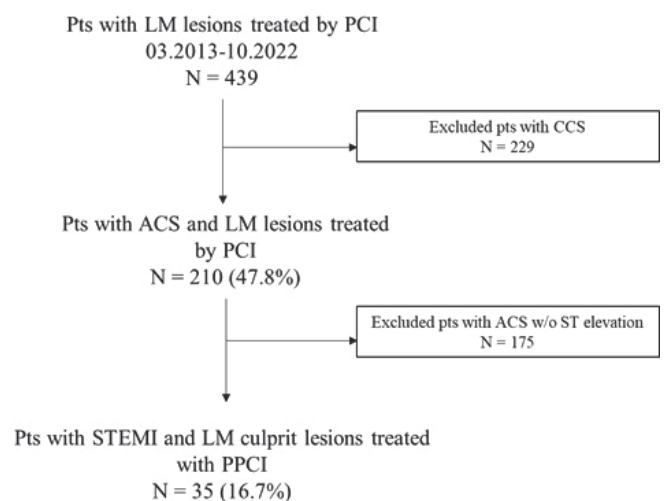 Pts with LM lesions treated by PCI
03.2013-10.2022
N = 439
Excluded pts with CCS
N = 229
Pts with ACS and LM lesions treated
by PCI
N = 210 (47.8%)
Excluded pts with ACS w/o ST elevation
N = 175
Pts with STEMI and LM culprit lesions treated
with PPCI
N = 35 (16.7%)